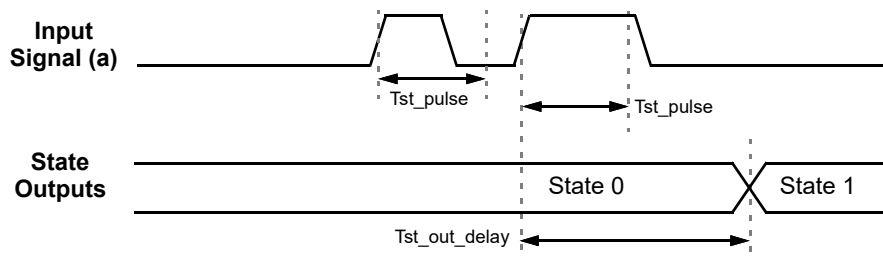 Input
Signal (a)
Tst_pulse
Tst_pulse
State
Outputs
State 0
State 1
Tst_out_delay